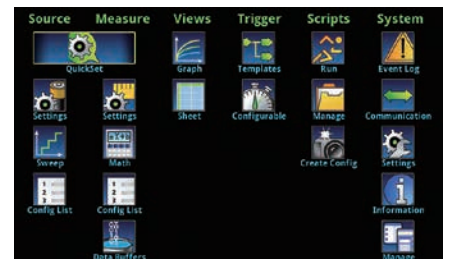 Source Measure Views Trigger Scripts System
QuickSet Graph Templates Run Event Log
Settings Settings Sheet Configurable Manage Communication
Sweep Math Create Config Settings
Config List Config List Information
Data Buffers Manage